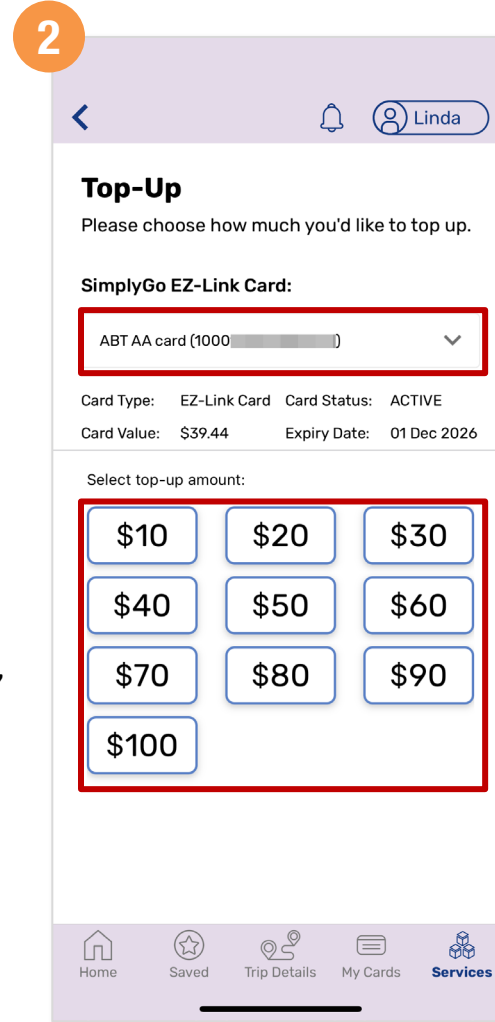 2
Linda
Top-Up
Please choose how much you'd like to top up.
SimplyGo EZ-Link Card:
ABT AA card (1000 )
Card Type: EZ-Link Card Card Status: ACTIVE
Card Value: $39.44 Expiry Date: 01 Dec 2026
Select top-up amount:
$10 $20 $30
$40 $50 $60
$70 $80 $90
$100
Home Saved Trip Details My Cards Services